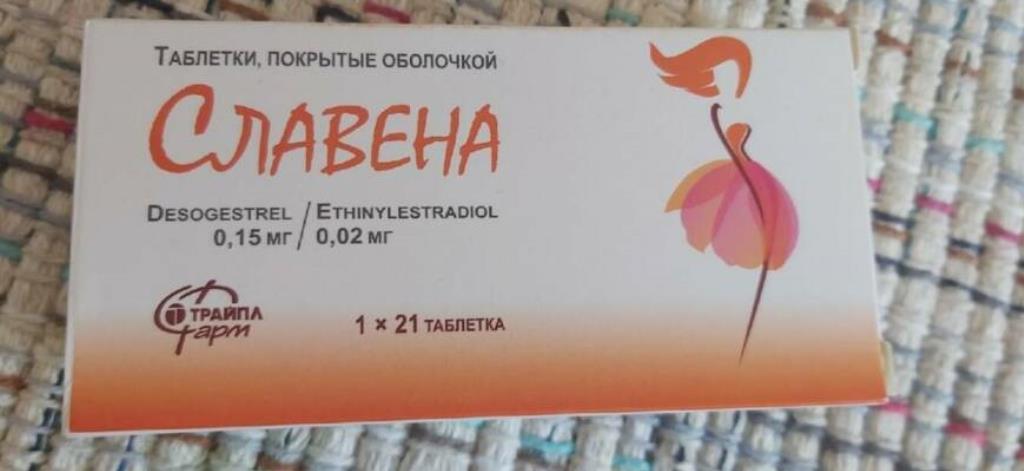 Таблетки, покрытые оболочкой
Славена
Desogestrel / Ethinylestradiol
0,15 мг / 0,02 мг
Трайпл
фарм
1 × 21 таблетка